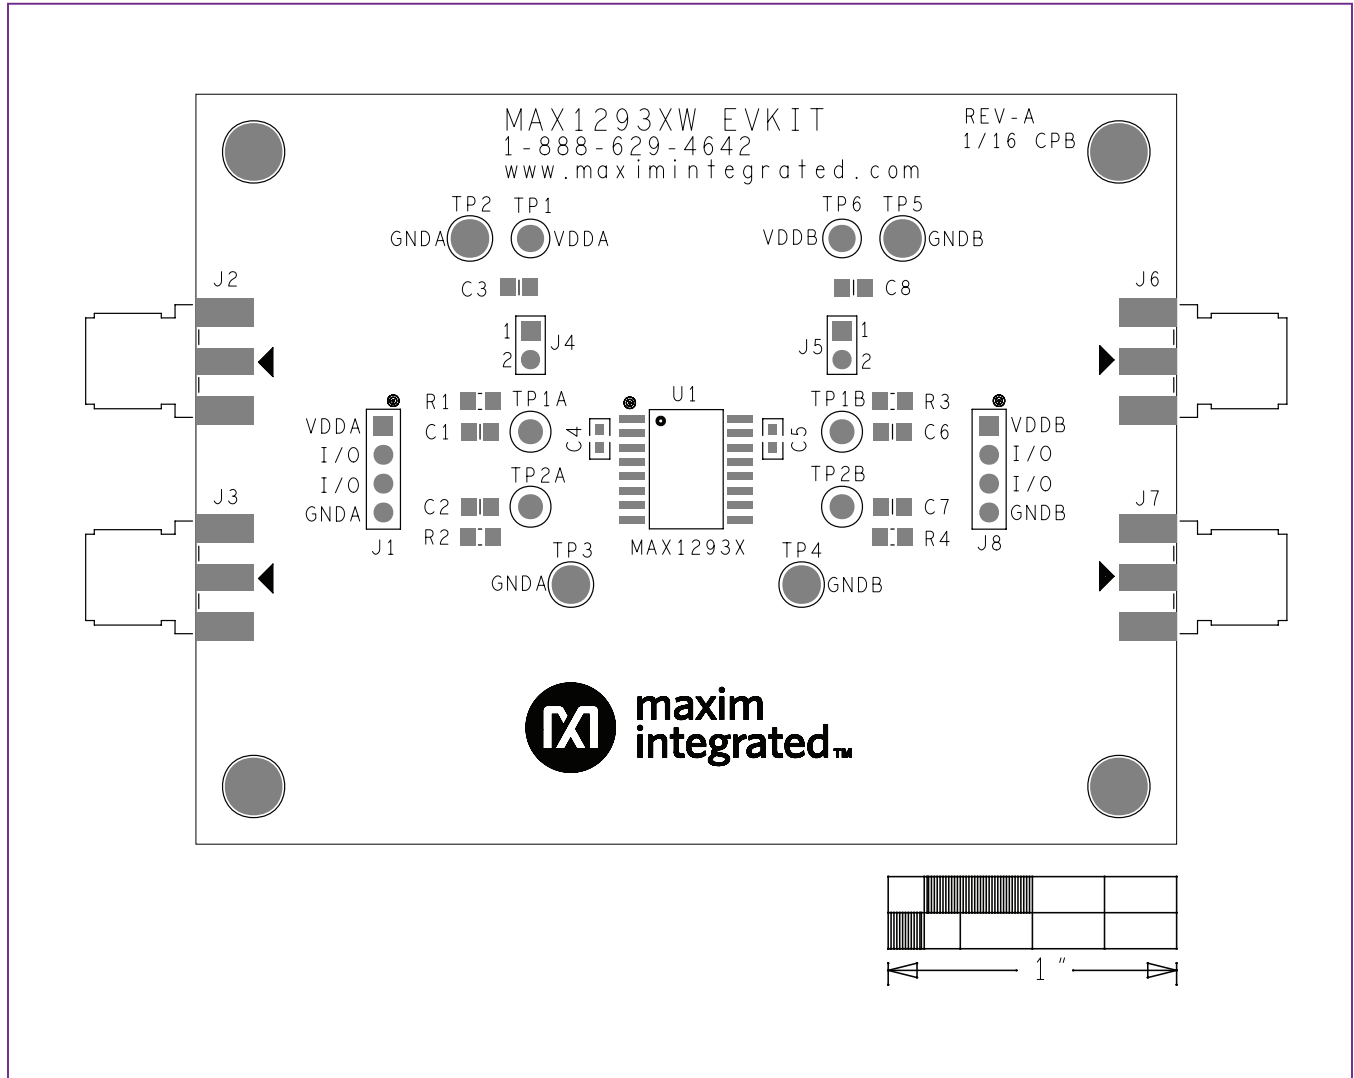 MAX1293XW EVKIT
1-888-629-4642
www.maximintegrated.com
REV-A
1/16 CPB
TP2 TP1
GNDA VDDA
TP6 TP5
VDDB GNDB
J2
C3
C8
J6
1
2
J4
J5
1
2
R1
TP1A
U1
TP1B
R3
VDDA
I/O
I/O
GNDA
J1
C1
C4
C5
C6
VDDB
I/O
I/O
GNDB
J8
TP2A
TP2B
J3
C2
C7
J7
R2
MAX1293X
R4
TP3
GNDA
TP4
GNDB
maxim
integrated™
1"